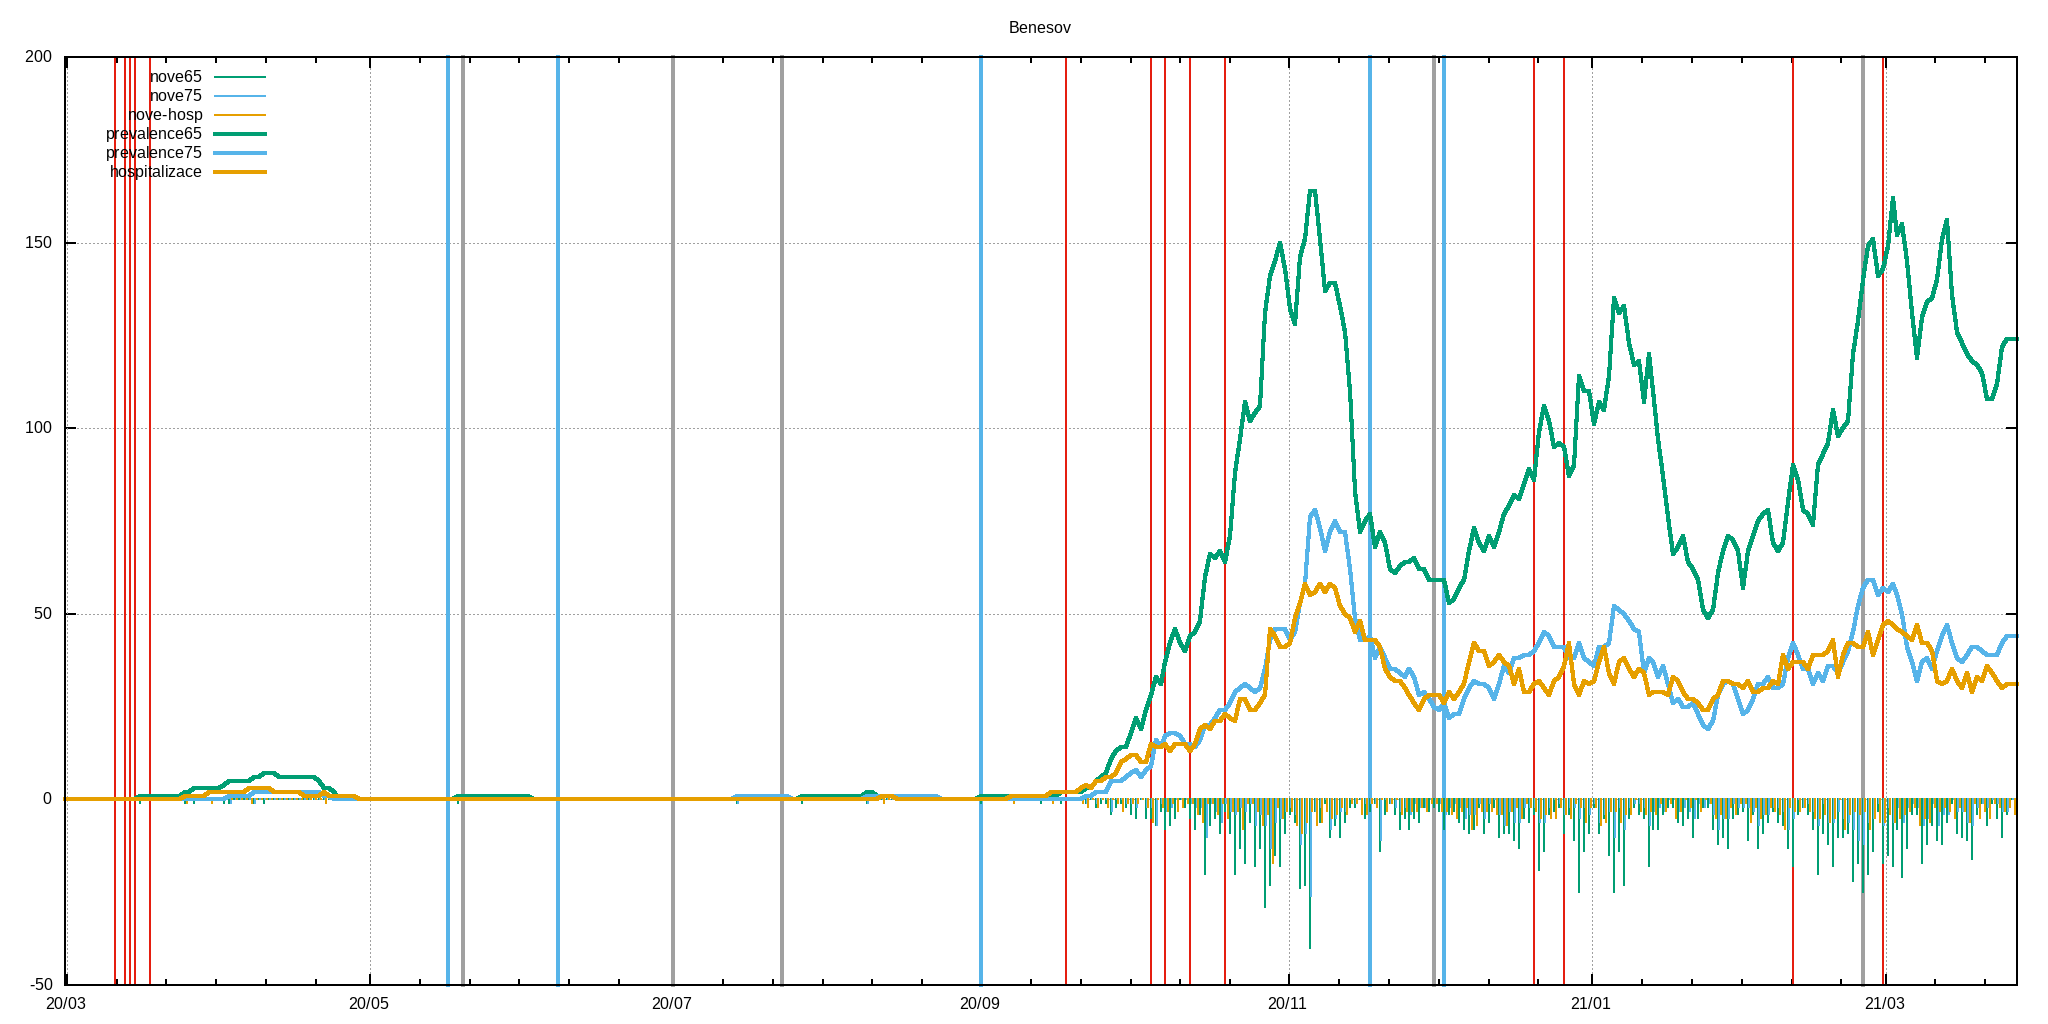 Benesov
200
nove65
nove75
nove-hosp
prevalence65
prevalence75
hospitalizace
150
100
50
0
-50
20/03 20/05 20/07 20/09 20/11 21/01 21/03